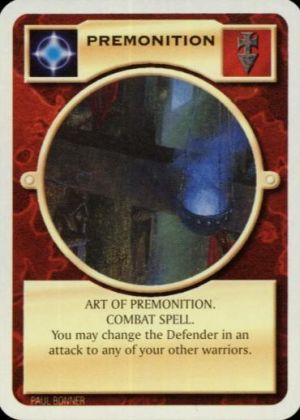 PREMONITION
ART OF PREMONITION.
COMBAT SPELL.
You may change the Defender in an
attack to any of your other warriors.
PAUL BONNER